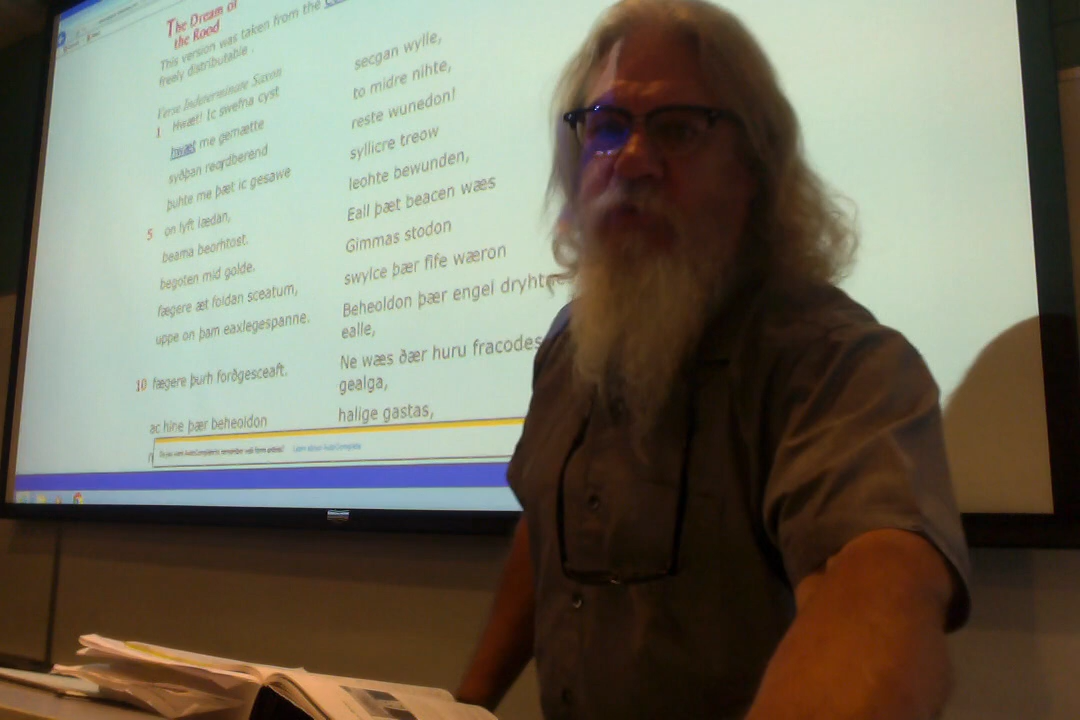 The Dream of
the Rood
This version was taken from the
freely distributable .
Verse Indeterminate Saxon
1 Hwæt! Ic swefna cyst secgan wylle,
hwæt me gemætte to midre nihte,
syðþan reordberend reste wunedon!
þuhte me þæt ic gesawe syllicre treow
5 on lyft lædan, leohte bewunden,
beama beorhtost. Eall þæt beacen wæs
begoten mid golde. Gimmas stodon
fægere æt foldan sceatum, swylce þær fife wæron
uppe on þam eaxlegespanne. Beheoldon þær engel
ealle,
10 fægere þurh forðgesceaft. Ne wæs ðær huru fracodes
gealga,
ac hine þær beheoldon halige gastas,